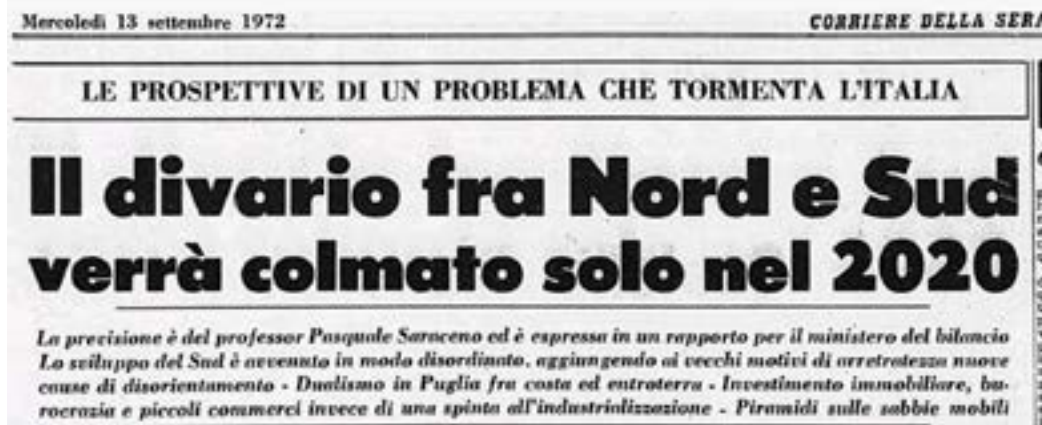 Mercoledì 13 settembre 1972
CORRIERE DELLA SERA
LE PROSPETTIVE DI UN PROBLEMA CHE TORMENTA L'ITALIA
Il divario fra Nord e Sud
verrà colmato solo nel 2020
La previsione è del professor Pasquale Saraceno ed è espressa in un rapporto per il ministero del bilancio
Lo sviluppo del Sud è avvenuto in modo disordinato, aggiungendo ai vecchi motivi di arretratezza nuove
cause di disorientamento - Dualismo in Puglia fra costa ed entroterra - Investimento immobiliare, bu-
rocrazia e piccoli commerci invece di una spinta all'industrializzazione - Piramidi sulle sabbie mobili